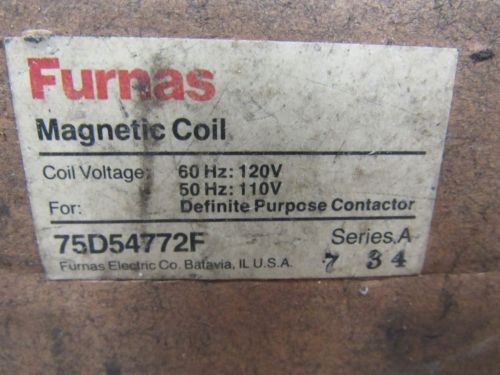 Furnas
Magnetic Coil
Coil Voltage: 60 Hz: 120V
50 Hz: 110V
For: Definite Purpose Contactor
75D54772F Series A
Furnas Electric Co. Batavia, IL U.S.A. 7 34